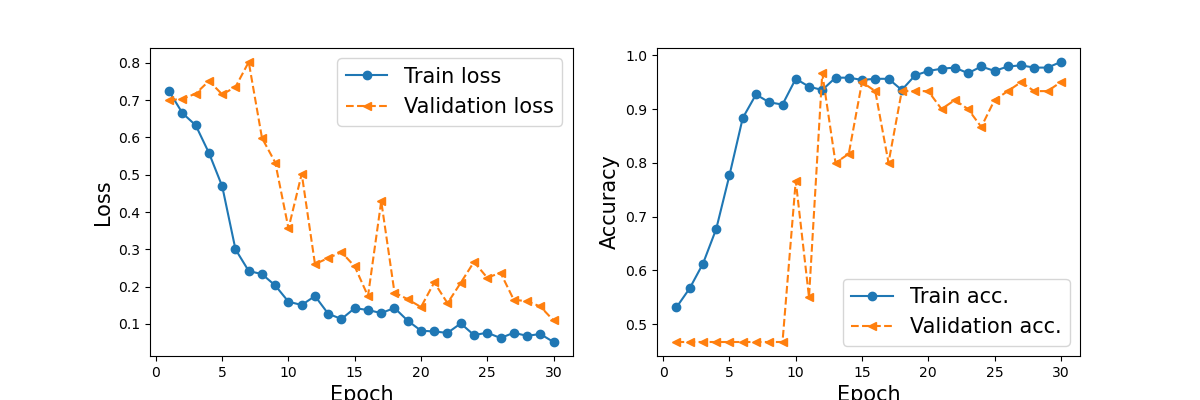 0.8
0.7
0.6
0.5
0.4
0.3
0.2
0.1
Loss
0 5 10 15 20 25 30
Epoch
Train loss
Validation loss
1.0
0.9
0.8
0.7
0.6
0.5
Accuracy
0 5 10 15 20 25 30
Epoch
Train acc.
Validation acc.